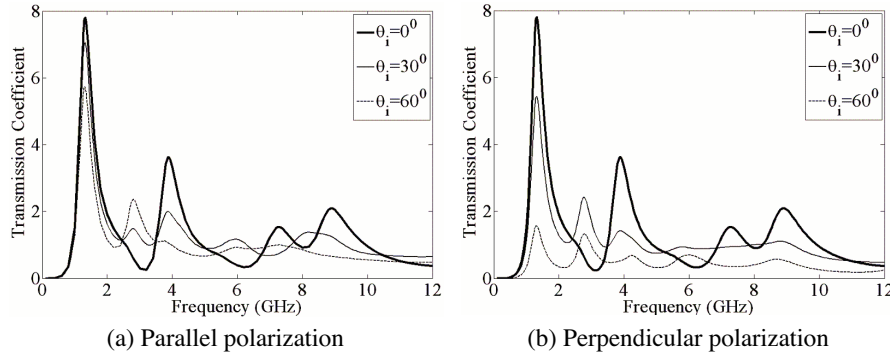 8
6
4
2
0
0
2
4
6
8
10
12
Transmission Coefficient
Frequency (GHz)
θi=0⁰
θi=30⁰
θi=60⁰
(a) Parallel polarization
8
6
4
2
0
0
2
4
6
8
10
12
Transmission Coefficient
Frequency (GHz)
θi=0⁰
θi=30⁰
θi=60⁰
(b) Perpendicular polarization